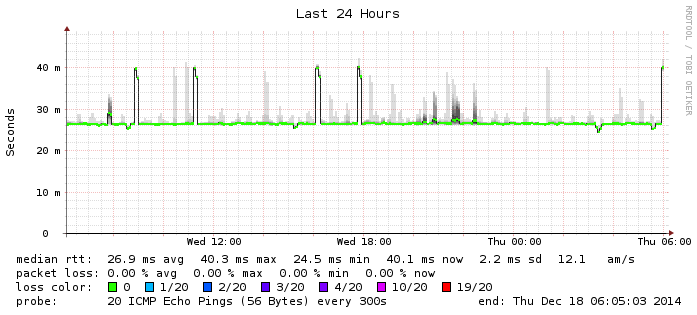 Last 24 Hours
RRDTOOL / TOBI OETIKER
Seconds
40 m
30 m
20 m
10 m
0
Wed 12:00 Wed 18:00 Thu 00:00 Thu 06:00
median rtt: 26.9 ms avg 40.3 ms max 24.5 ms min 40.1 ms now 2.2 ms sd 12.1 am/s
packet loss: 0.00 % avg 0.00 % max 0.00 % min 0.00 % now
loss color: 0 1/20 2/20 3/20 4/20 10/20 19/20
probe: 20 ICMP Echo Pings (56 Bytes) every 300s end: Thu Dec 18 06:05:03 2014